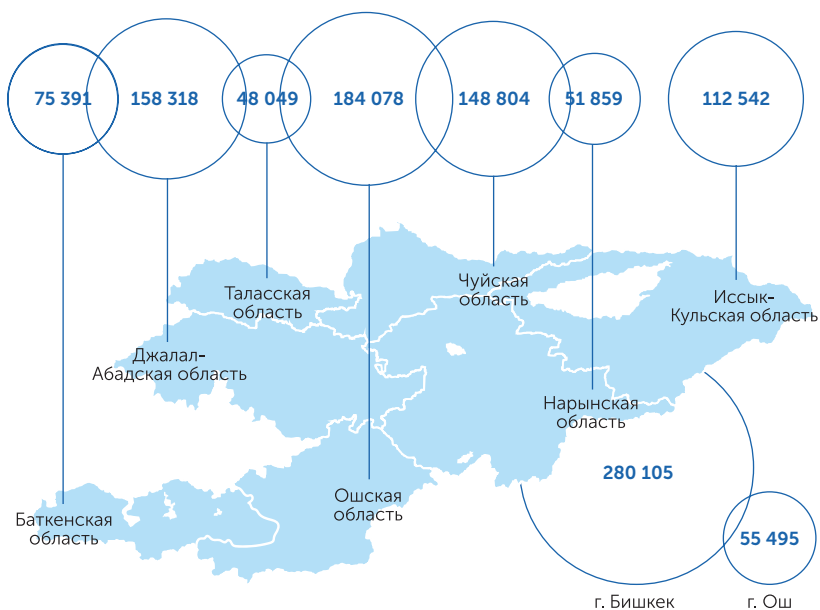 75 391
158 318
48 049
184 078
148 804
51 859
112 542
Таласская
область
Чуйская
область
Иссык-
Кульская область
Джалал-
Абадская область
Нарынская
область
Ошская
область
Баткенская
область
280 105
55 495
г. Бишкек
г. Ош